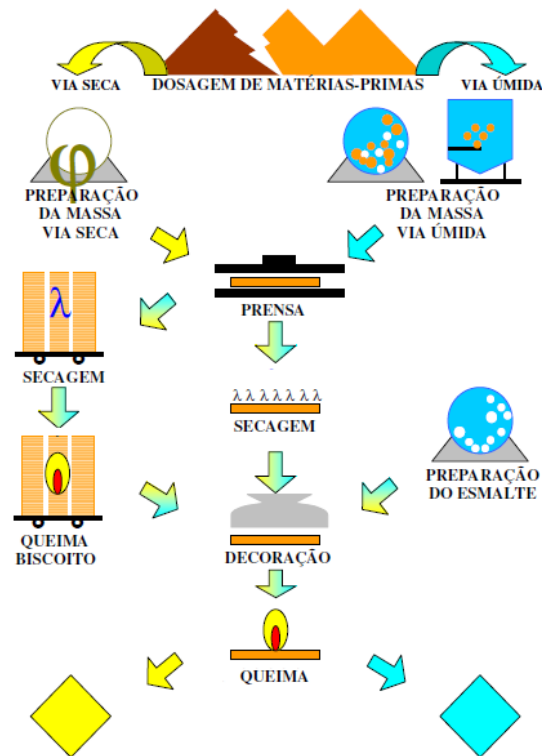 VIA SECA
DOSAGEM DE MATÉRIAS-PRIMAS
VIA ÚMIDA
φ
PREPARAÇÃO
DA MASSA
VIA SECA
PREPARAÇÃO
DA MASSA
VIA ÚMIDA
PRENSA
λ
SECAGEM
λ λ λ λ λ λ λ
SECAGEM
PREPARAÇÃO
DO ESMALTE
QUEIMA
BISCOITO
DECORAÇÃO
QUEIMA